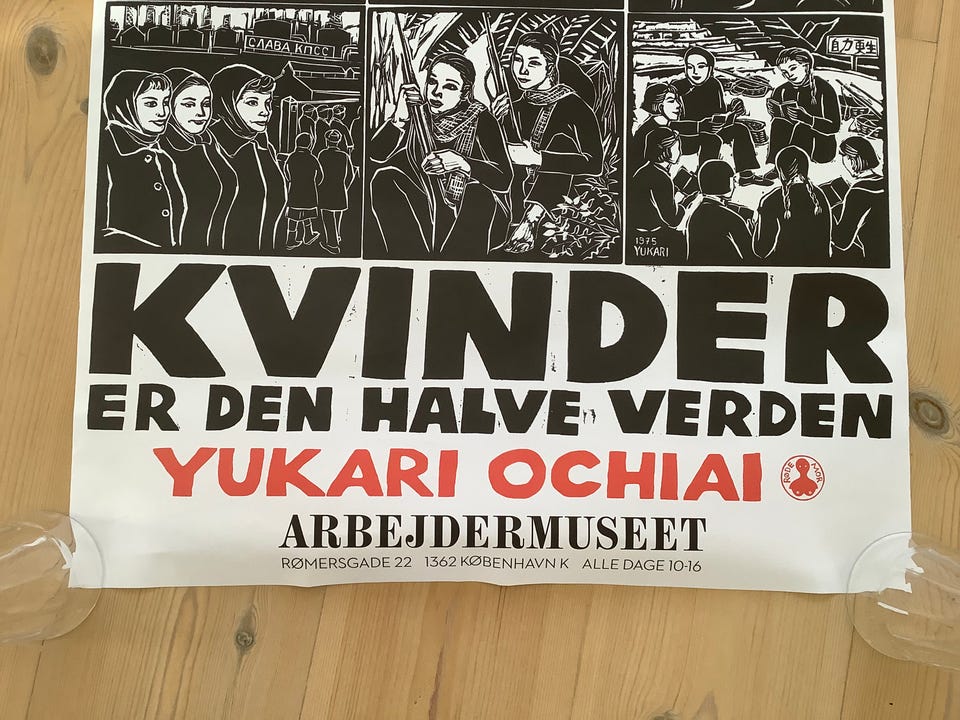 СЛАВА КПСС
自力更生
1975
YUKARI
KVINDER
ER DEN HALVE VERDEN
YUKARI OCHIAI
RØDE MOR
ARBEJDERMUSEET
RØMERSGADE 22 1362 KØBENHAVN K ALLE DAGE 10-16